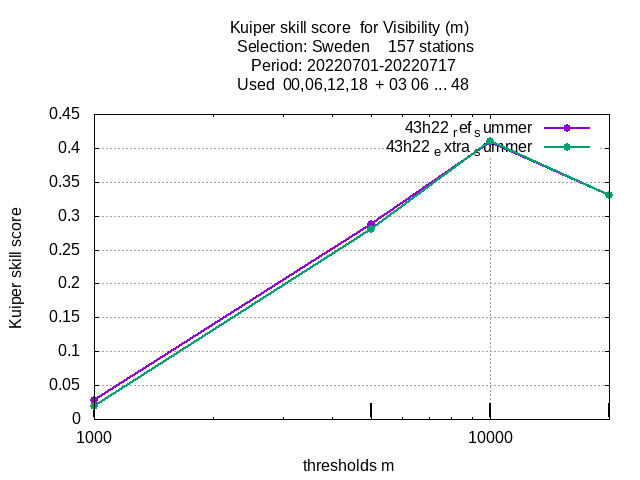 Kuiper skill score for Visibility (m)
Selection: Sweden 157 stations
Period: 20220701-20220717
Used 00,06,12,18 + 03 06 ... 48
43h22 ref summer
43h22 extra summer
0.45
0.4
0.35
0.3
0.25
0.2
0.15
0.1
0.05
0
Kuiper skill score
1000
10000
thresholds m